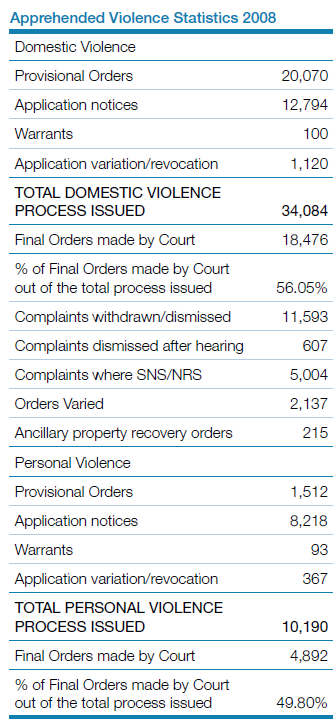 Apprehended Violence Statistics 2008
Domestic Violence
Provisional Orders 20,070
Application notices 12,794
Warrants 100
Application variation/revocation 1,120
TOTAL DOMESTIC VIOLENCE
PROCESS ISSUED 34,084
Final Orders made by Court 18,476
% of Final Orders made by Court
out of the total process issued 56.05%
Complaints withdrawn/dismissed 11,593
Complaints dismissed after hearing 607
Complaints where SNS/NRS 5,004
Orders Varied 2,137
Ancillary property recovery orders 215
Personal Violence
Provisional Orders 1,512
Application notices 8,218
Warrants 93
Application variation/revocation 367
TOTAL PERSONAL VIOLENCE
PROCESS ISSUED 10,190
Final Orders made by Court 4,892
% of Final Orders made by Court
out of the total process issued 49.80%